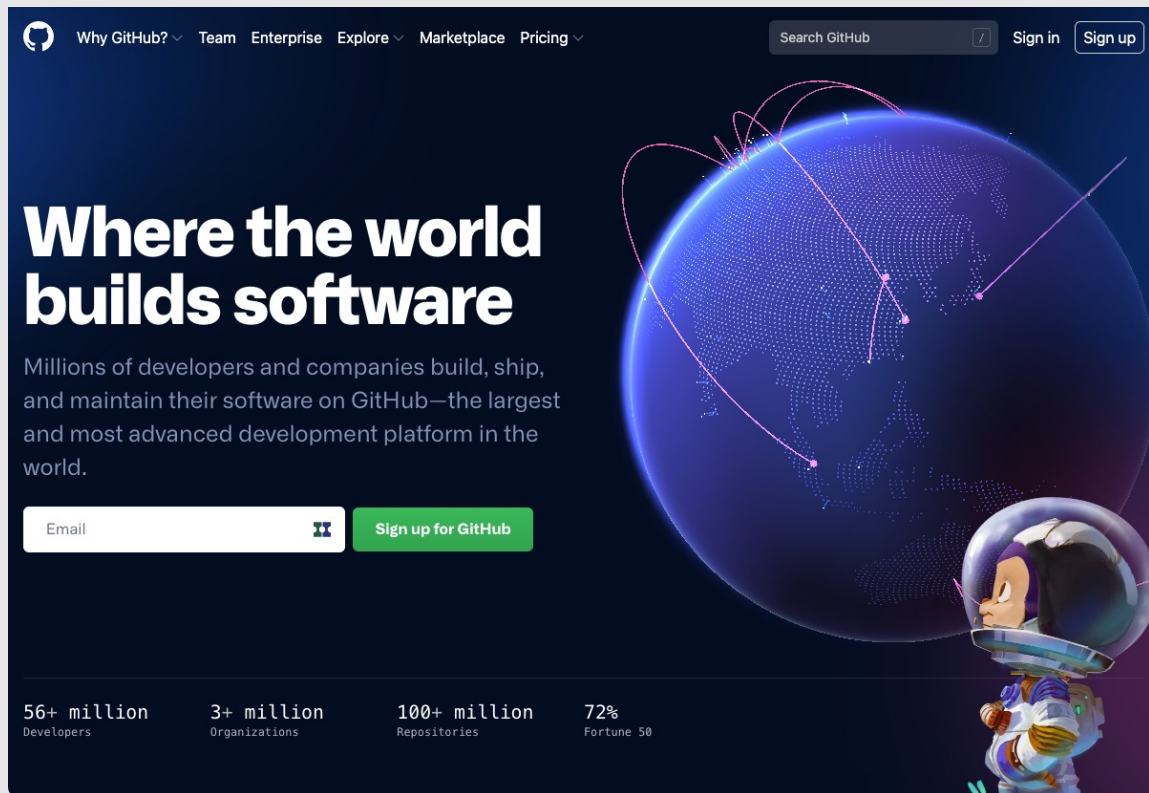 Why GitHub? Team Enterprise Explore Marketplace Pricing Search GitHub / Sign in Sign up
Where the world
builds software
Millions of developers and companies build, ship,
and maintain their software on GitHub—the largest
and most advanced development platform in the
world.
Email Sign up for GitHub
56+ million 3+ million 100+ million 72%
Developers Organizations Repositories Fortune 50